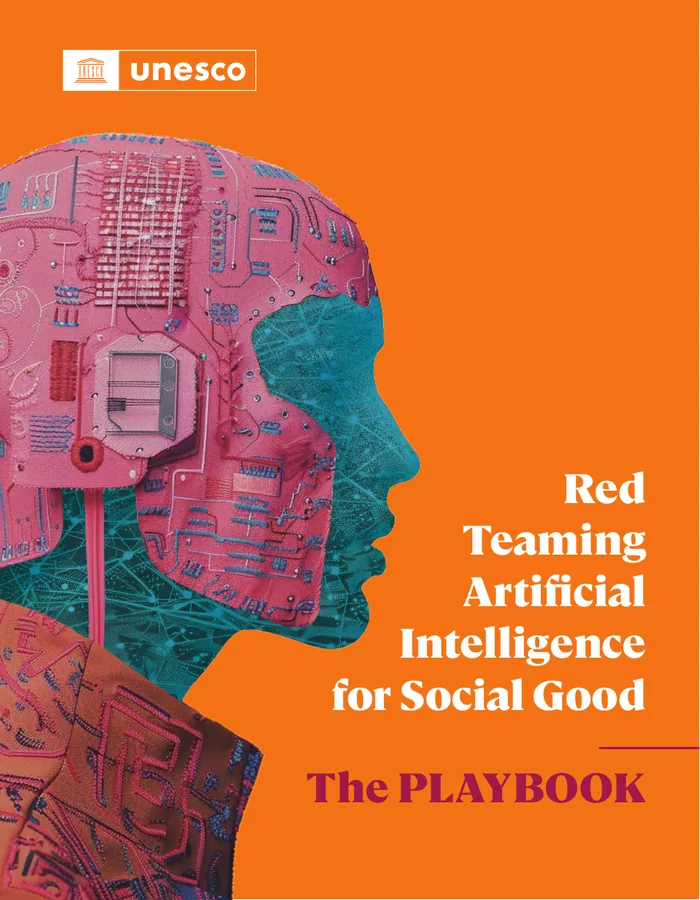 unesco
Red
Teaming
Artificial
Intelligence
for Social Good
The PLAYBOOK